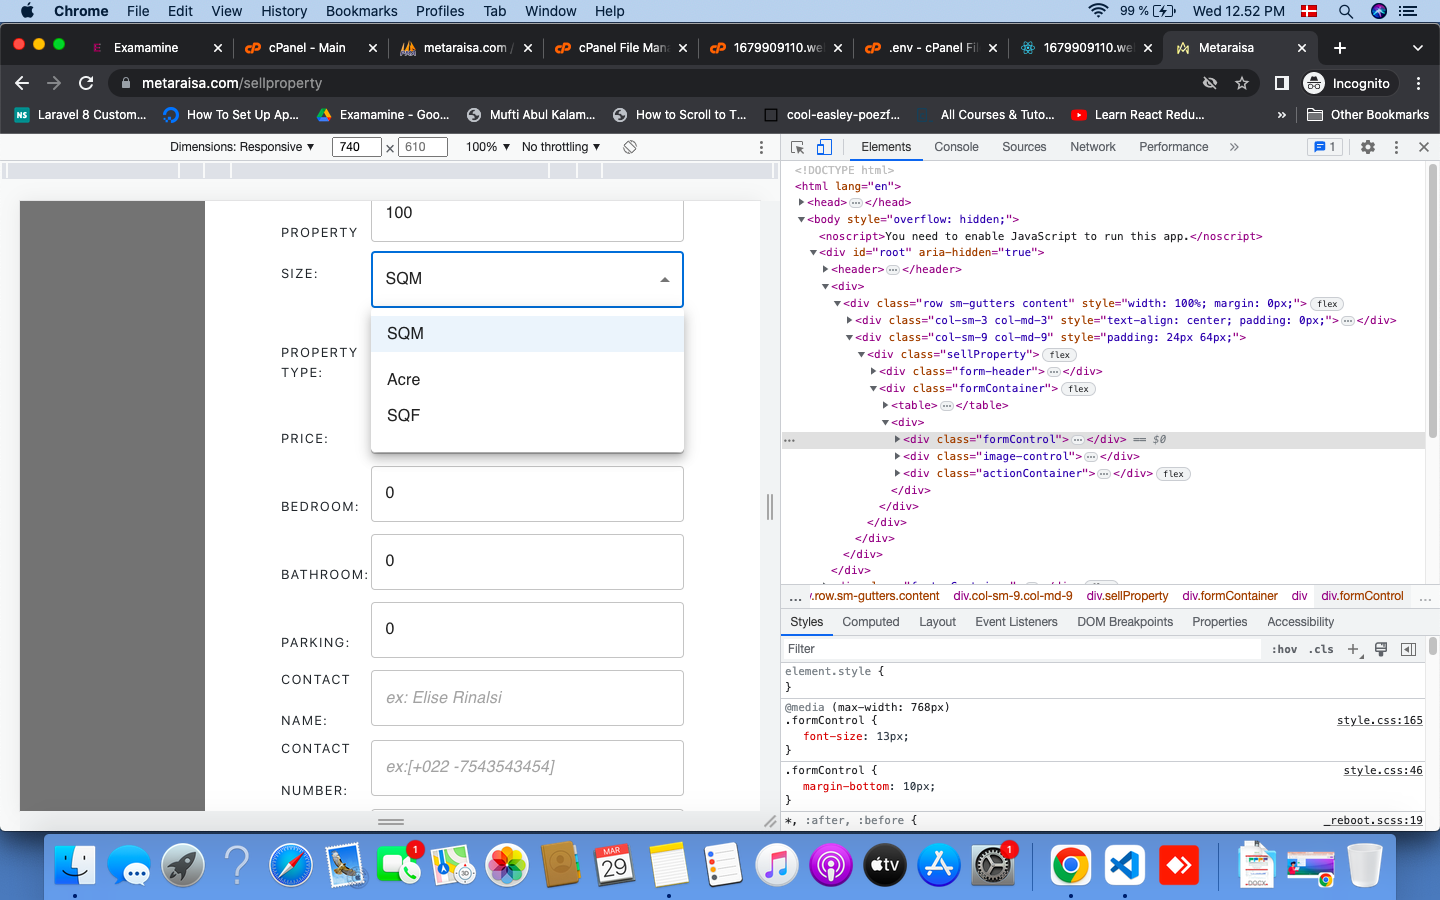 Chrome File Edit View History Bookmarks Profiles Tab Window Help 99 % Wed 12.52 PM
Examamine cPanel - Main metaraisa.com / cPanel File Mana 1679909110.we .env - cPanel Fil 1679909110.we Metaraisa
metaraisa.com/sellproperty Incognito
NS Laravel 8 Custom... How To Set Up Ap... Examamine - Goo... Mufti Abul Kalam... How to Scroll to T... cool-easley-poezf... All Courses & Tuto... Learn React Redu... » Other Bookmarks
Dimensions: Responsive ▼ 740 × 610 100% ▼ No throttling ▼
Elements Console Sources Network Performance » 1
100
PROPERTY
SIZE:
SQM
SQM
Acre
SQF
PROPERTY
TYPE:
PRICE:
BEDROOM:
0
BATHROOM:
0
PARKING:
0
CONTACT
NAME:
ex: Elise Rinalsi
CONTACT
NUMBER:
ex:[+022 -7543543454]
<!DOCTYPE html>
<html lang="en">
<head>…</head>
<body style="overflow: hidden;">
<noscript>You need to enable JavaScript to run this app.</noscript>
<div id="root" aria-hidden="true">
<header>…</header>
<div>
<div class="row sm-gutters content" style="width: 100%; margin: 0px;"> flex
<div class="col-sm-3 col-md-3" style="text-align: center; padding: 0px;">…</div>
<div class="col-sm-9 col-md-9" style="padding: 24px 64px;">
<div class="sellProperty"> flex
<div class="form-header">…</div>
<div class="formContainer"> flex
<table>…</table>
<div>
… <div class="formControl">…</div> == $0
<div class="image-control">…</div>
<div class="actionContainer">…</div> flex
</div>
</div>
</div>
</div>
</div>
</div>
… .row.sm-gutters.content div.col-sm-9.col-md-9 div.sellProperty div.formContainer div div.formControl …
Styles Computed Layout Event Listeners DOM Breakpoints Properties Accessibility
Filter :hov .cls +
element.style {
}
@media (max-width: 768px)
.formControl { style.css:165
font-size: 13px;
}
.formControl { style.css:46
margin-bottom: 10px;
}
*, :after, :before { _reboot.scss:19
1 MAR 29 3D tv 1 .DOCX